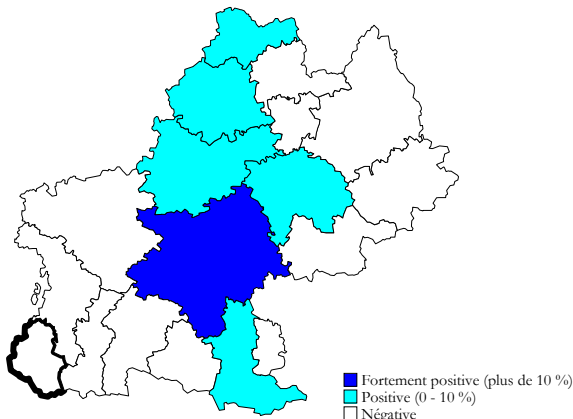 Fortement positive (plus de 10 %)
Positive (0 - 10 %)
Négative